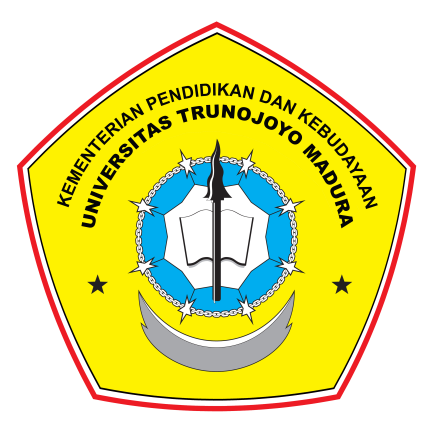 KEMENTERIAN PENDIDIKAN DAN KEBUDAYAAN
UNIVERSITAS TRUNOJOYO MADURA